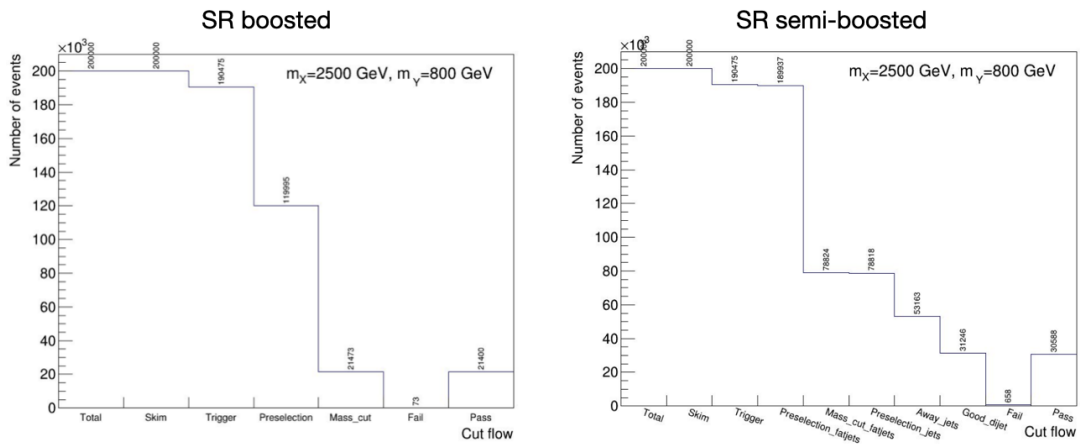 SR boosted
×10³
Number of events
200
180
160
140
120
100
80
60
40
20
0
200000
200000
190475
119995
21473
73
21400
m_X=2500 GeV, m_Y=800 GeV
Total
Skim
Trigger
Preselection
Mass_cut
Fail
Pass
Cut flow
SR semi-boosted
×10³
Number of events
200
180
160
140
120
100
80
60
40
20
0
200000
200000
190475
189937
78824
78818
53163
31246
658
30588
m_X=2500 GeV, m_Y=800 GeV
Total
Skim
Trigger
Preselection_fatjets
Mass_cut_fatjets
Preselection_jets
Away_jets
Good_dijet
Fail
Pass
Cut flow